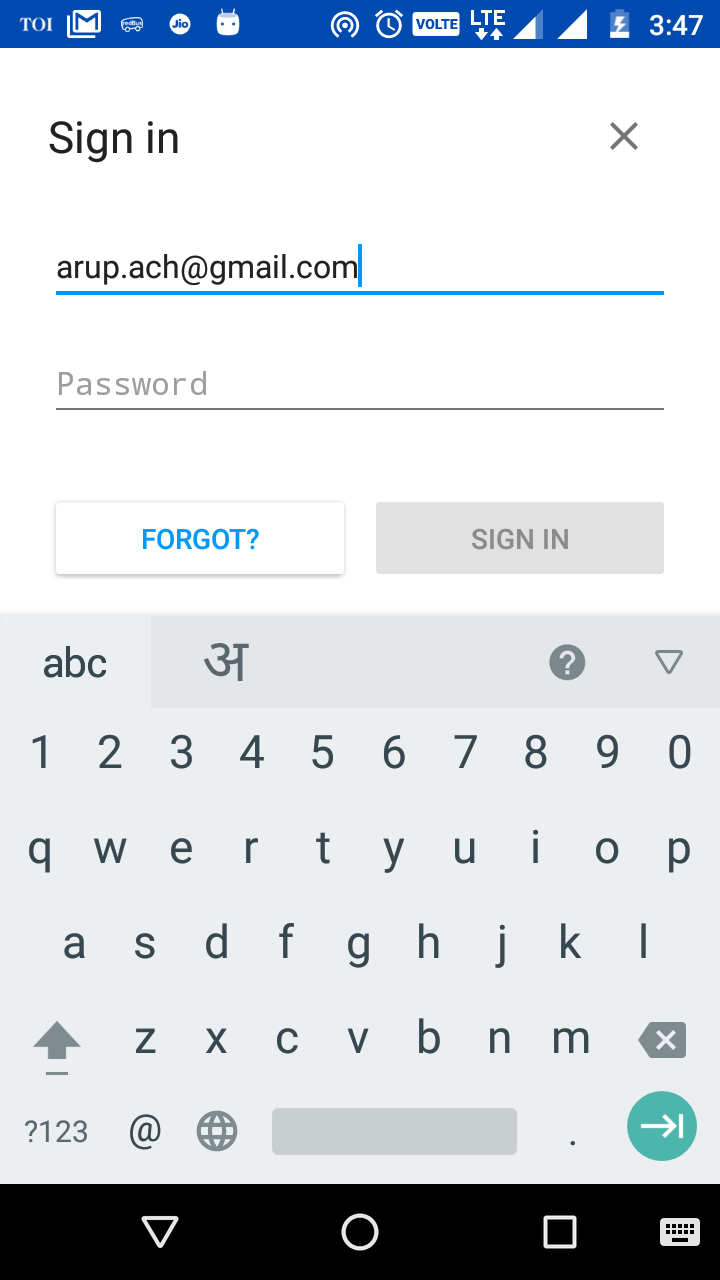 TOI redBus Jio VOLTE LTE 3:47
Sign in
arup.ach@gmail.com
Password
FORGOT? SIGN IN
abc अ ?
1 2 3 4 5 6 7 8 9 0
q w e r t y u i o p
a s d f g h j k l
z x c v b n m
?123 @ .